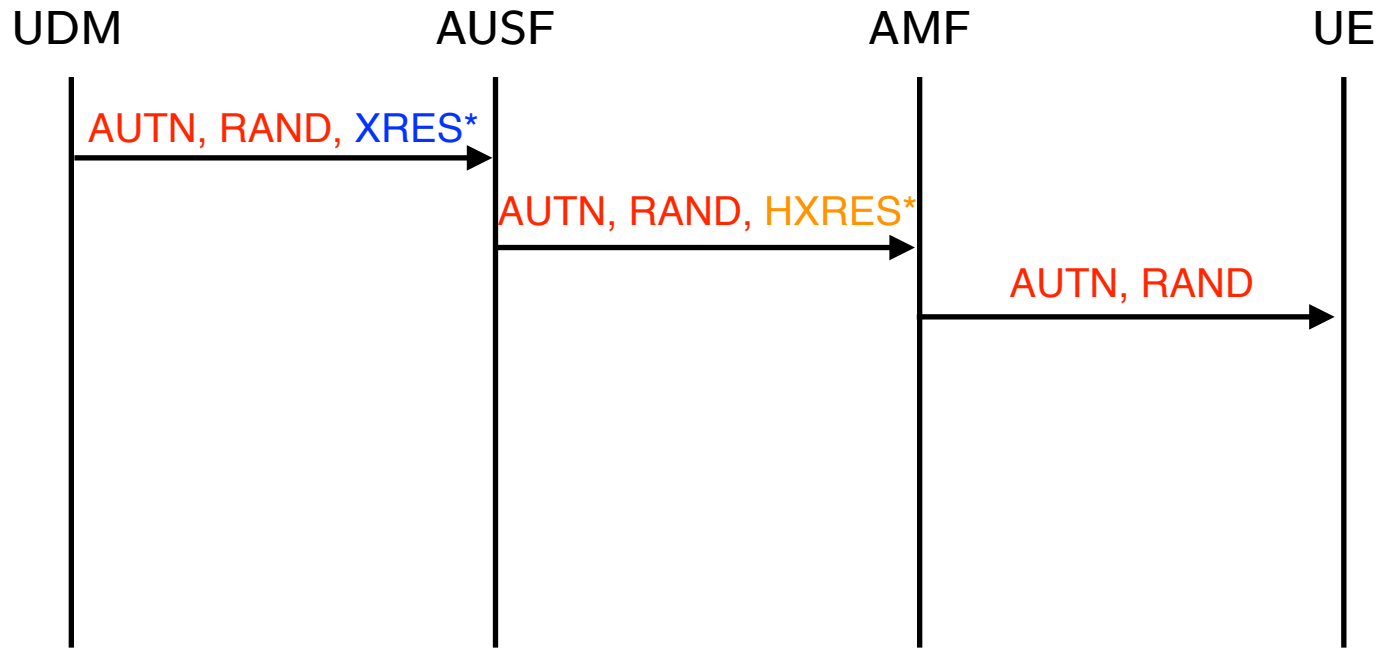 UDM AUSF AMF UE
AUTN, RAND, XRES*
AUTN, RAND, HXRES*
AUTN, RAND